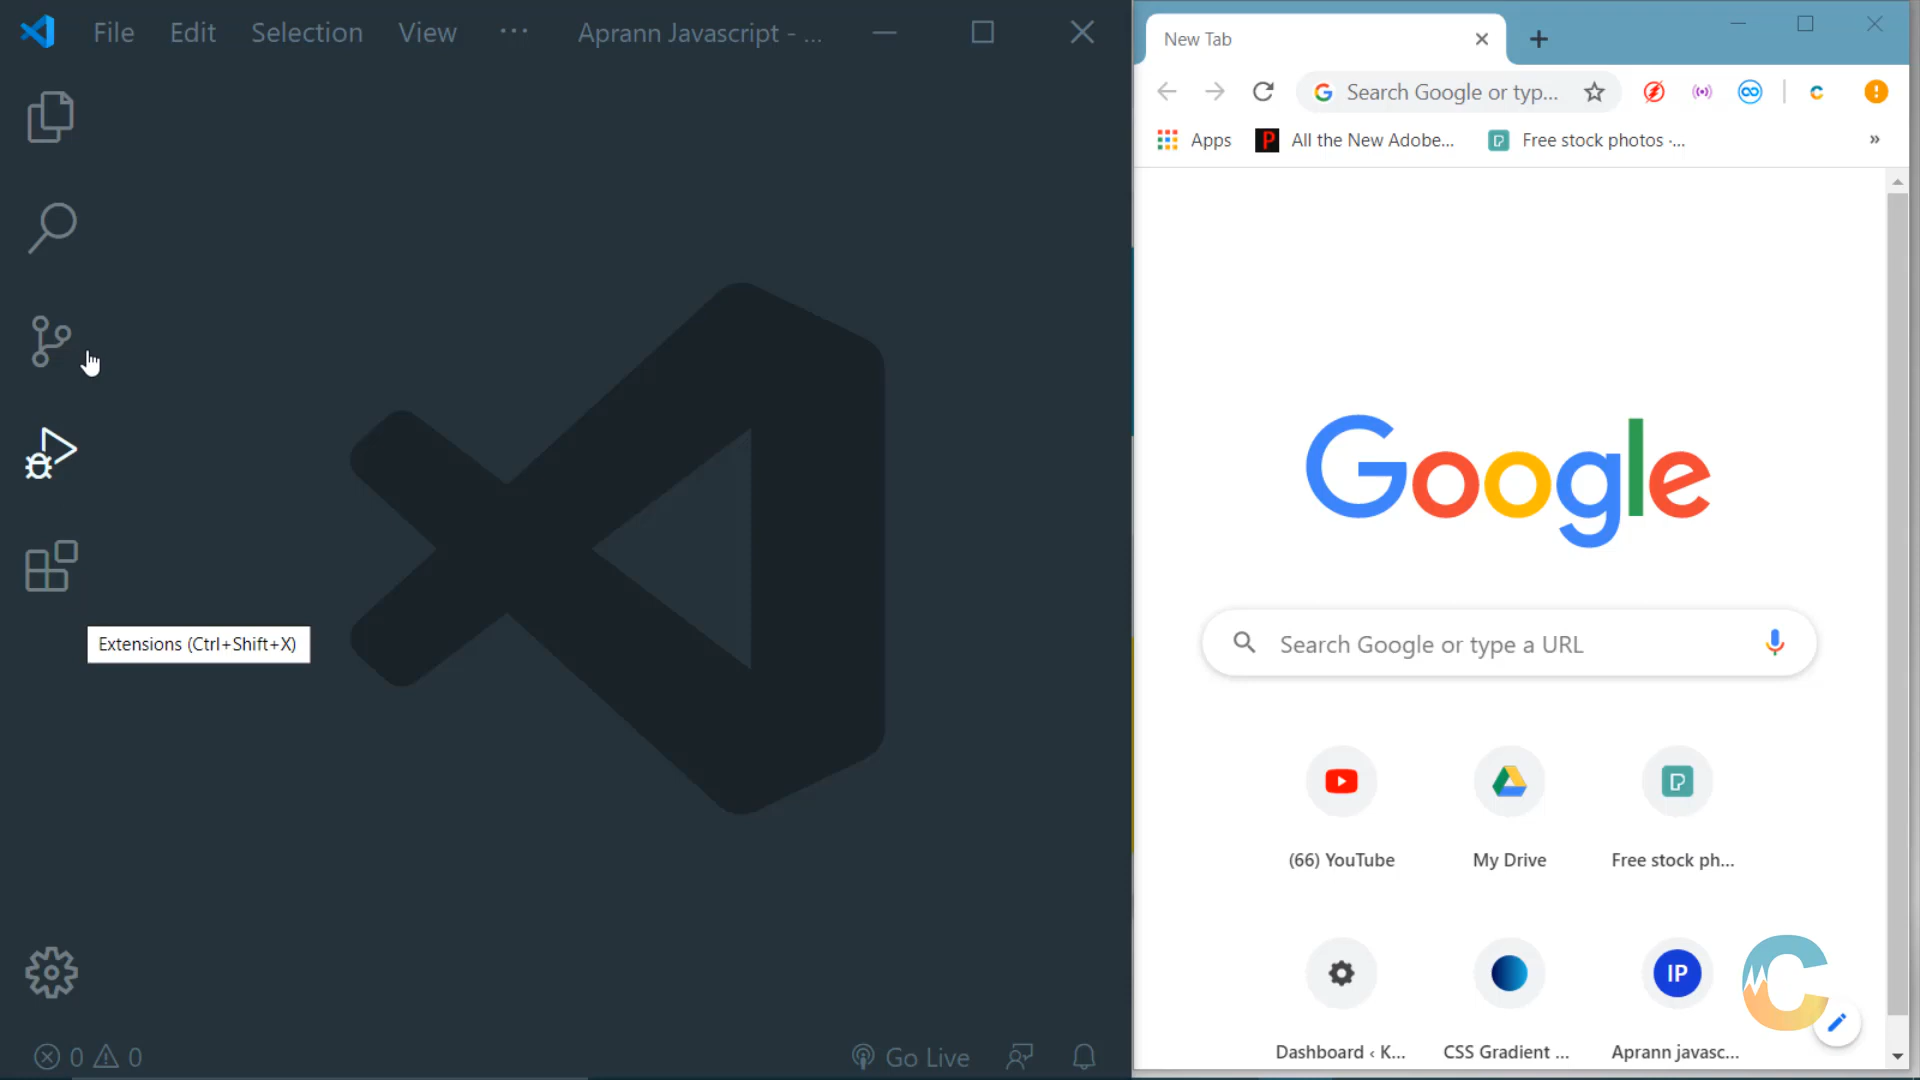 File Edit Selection View ··· Aprann Javascript - ...
Extensions (Ctrl+Shift+X)
0 0 Go Live
New Tab
Search Google or typ...
Apps All the New Adobe... Free stock photos ·... »
Google
Search Google or type a URL
(66) YouTube My Drive Free stock ph...
IP
Dashboard ‹ K... CSS Gradient ... Aprann javasc...